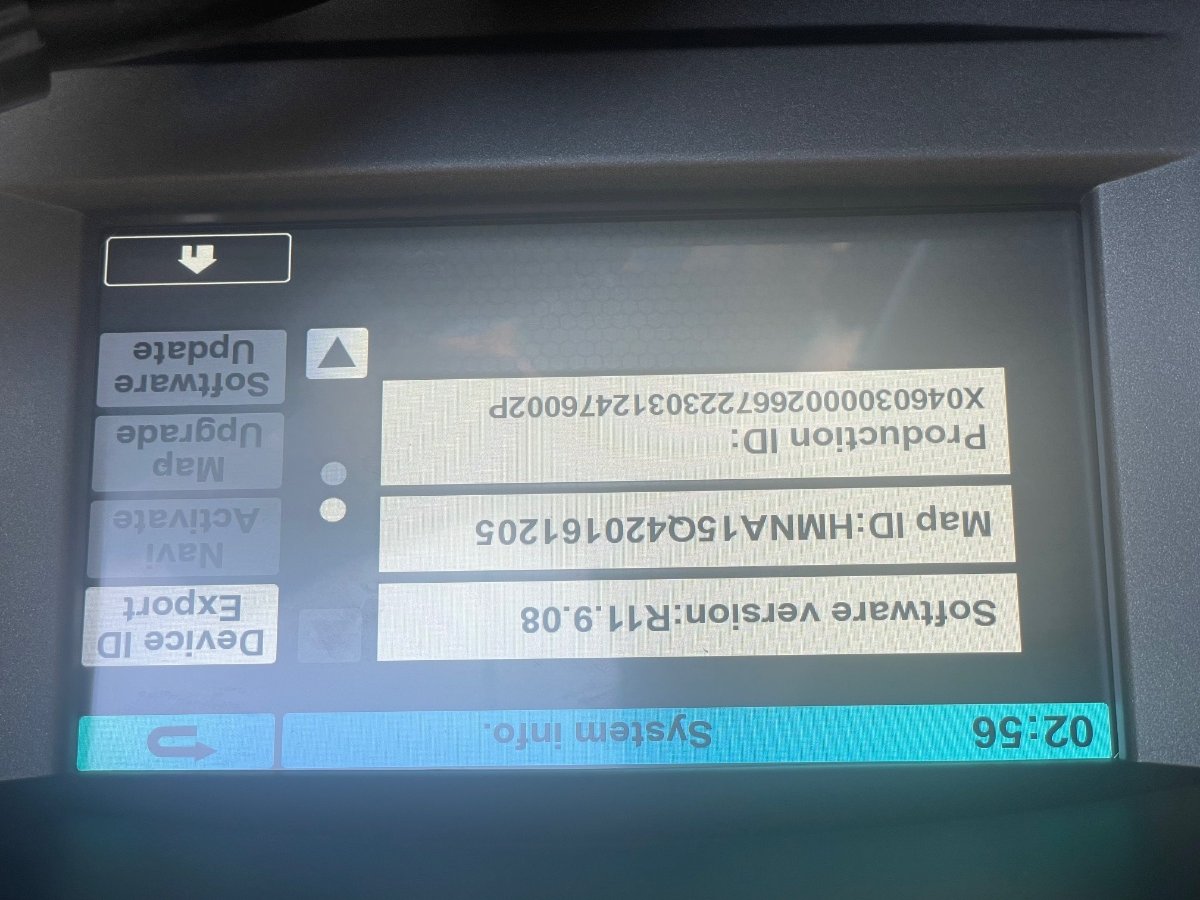 02:56
System info.
Software version:R11.9.08
Map ID:HMNA15Q420161205
Production ID:
X04603000026672230312476002P
Device ID
Export
Navi
Activate
Map
Upgrade
Software
Update